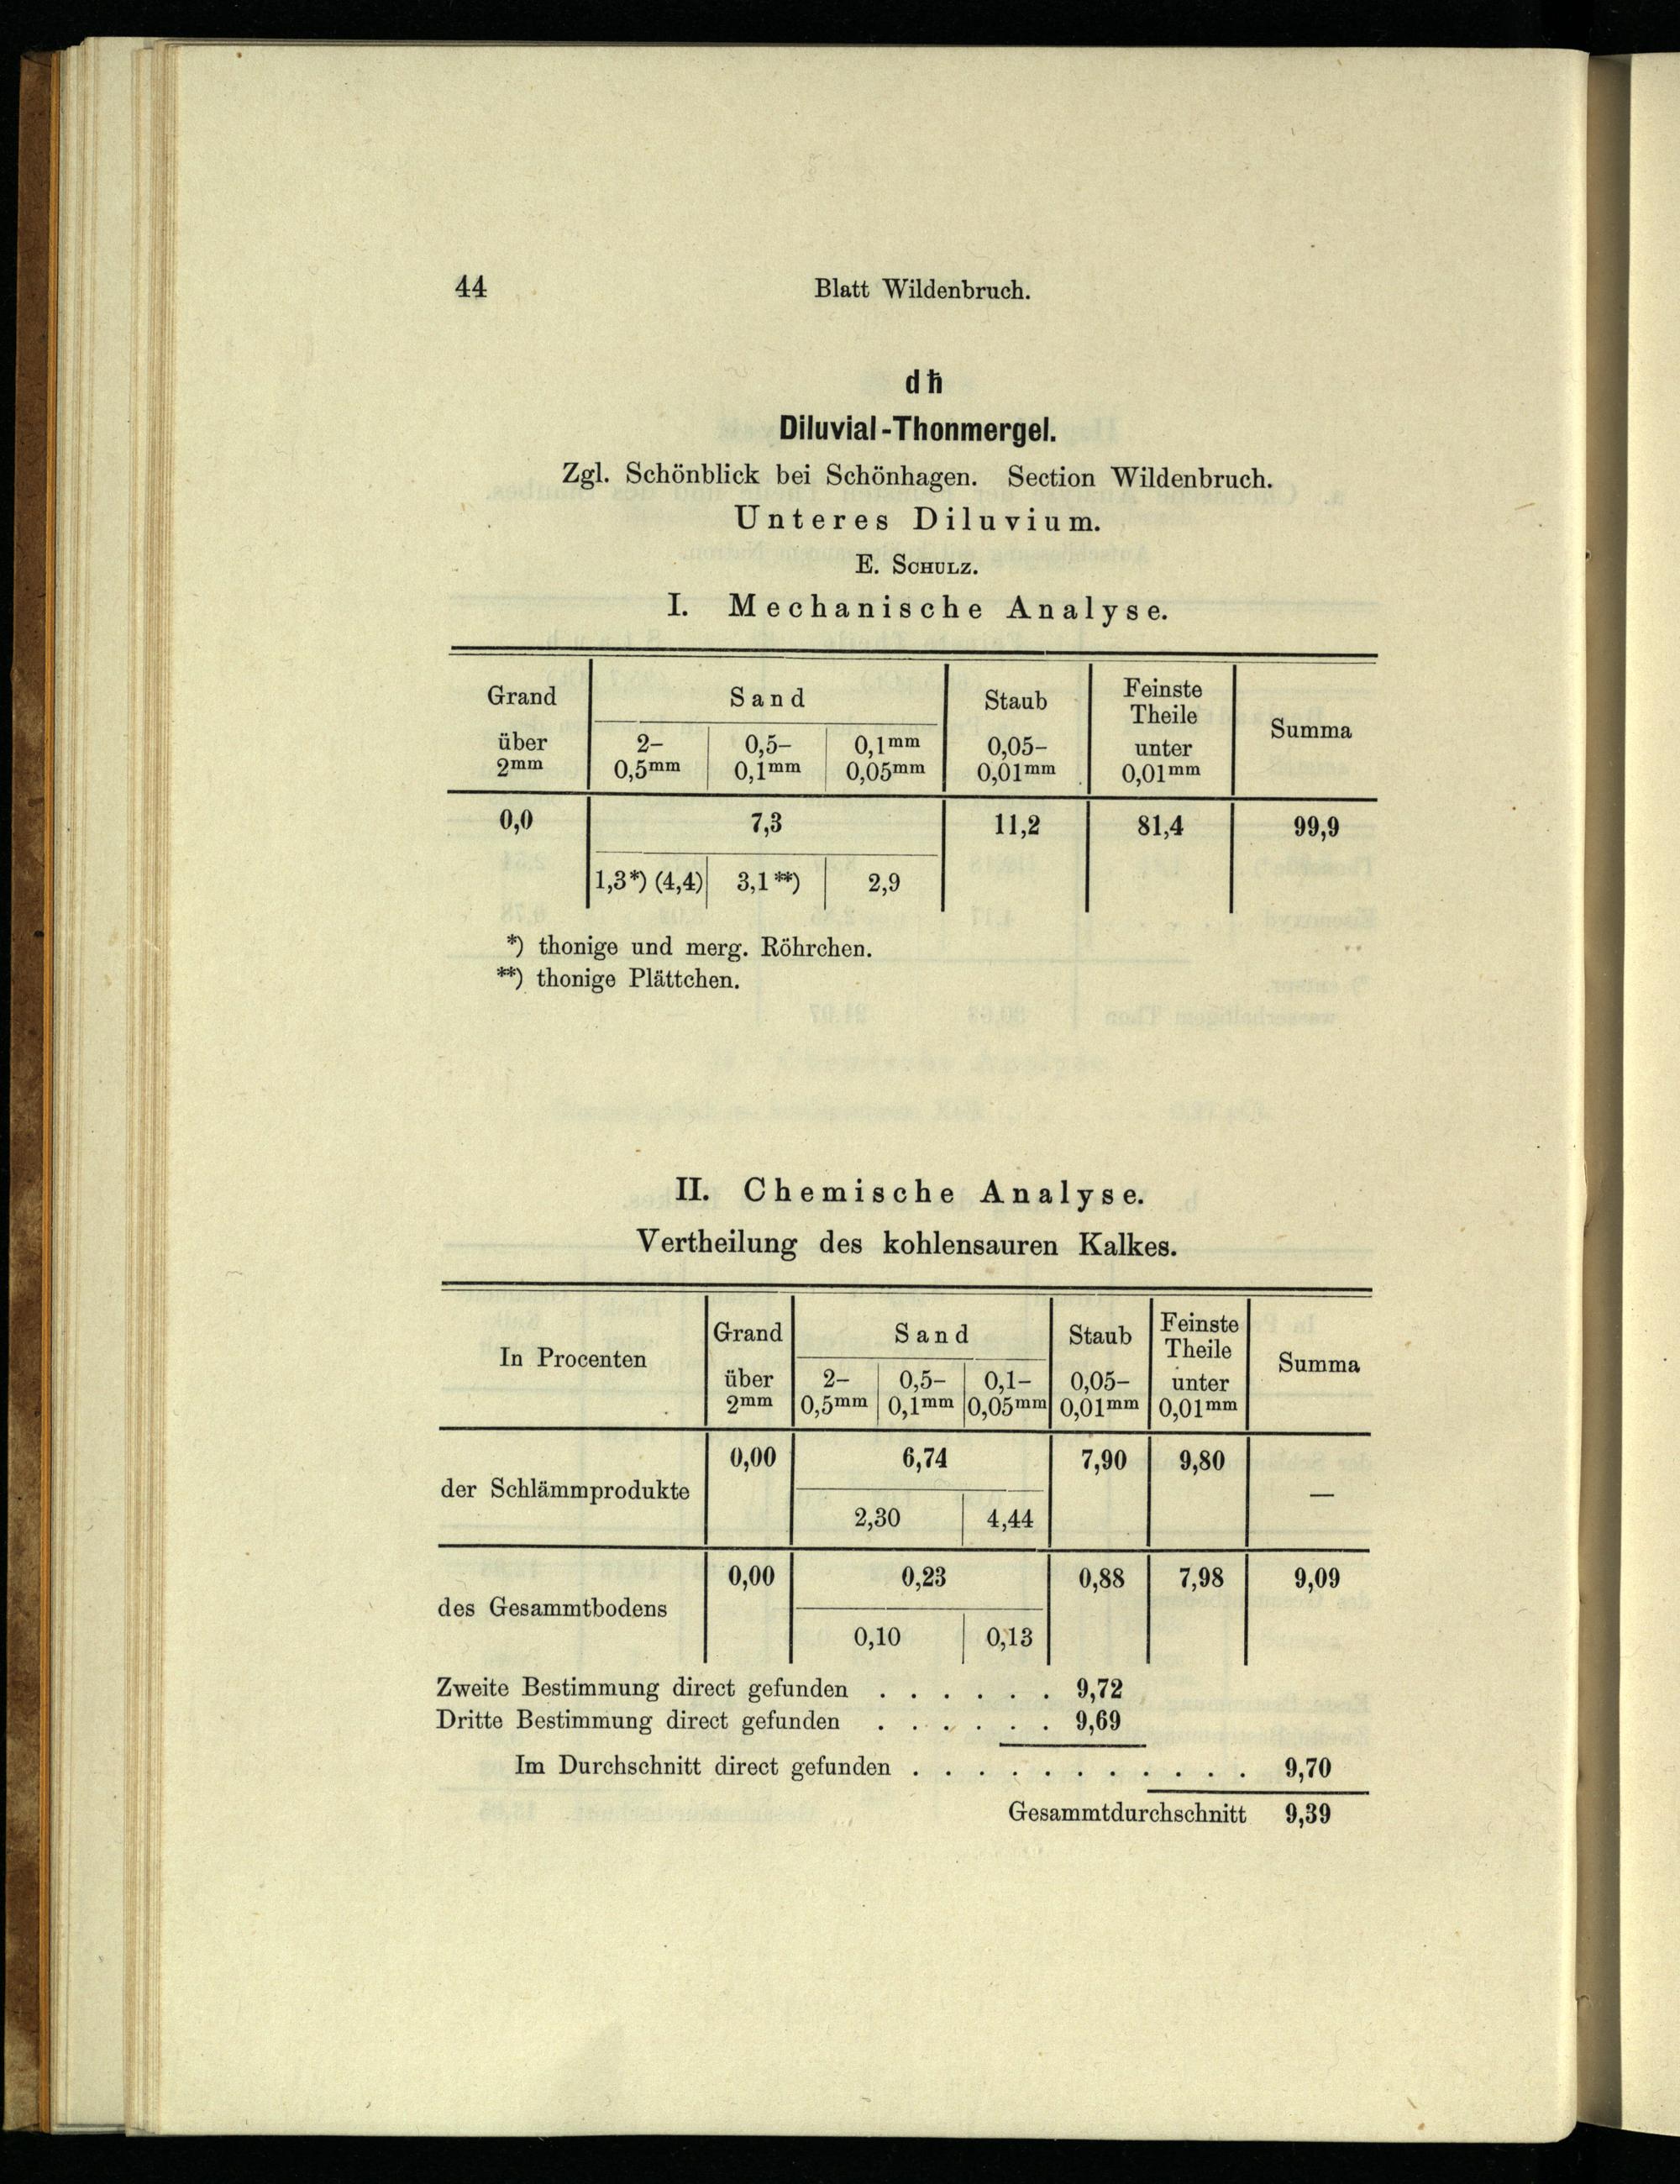 44 Blatt Wildenbruch.
dħ
Diluvial-Thonmergel.
Zgl. Schönblick bei Schönhagen. Section Wildenbruch.
Unteres Diluvium.
E. SCHULZ.
I. Mechanische Analyse.
Grand Sand Staub Feinste Theile Summa
über 2mm 2–0,5mm 0,5–0,1mm 0,1mm 0,05mm 0,05–0,01mm unter 0,01mm
0,0 7,3 11,2 81,4 99,9
1,3*) (4,4) 3,1**) 2,9
*) thonige und merg. Röhrchen.
**) thonige Plättchen.
II. Chemische Analyse.
Vertheilung des kohlensauren Kalkes.
In Procenten Grand Sand Staub Feinste Theile Summa
über 2mm 2–0,5mm 0,5–0,1mm 0,1–0,05mm 0,05–0,01mm unter 0,01mm
der Schlämmprodukte 0,00 6,74 7,90 9,80 —
2,30 4,44
des Gesammtbodens 0,00 0,23 0,88 7,98 9,09
0,10 0,13
Zweite Bestimmung direct gefunden . . . . . . 9,72
Dritte Bestimmung direct gefunden . . . . . . 9,69
Im Durchschnitt direct gefunden . . . . . . . . . . . 9,70
Gesammtdurchschnitt 9,39